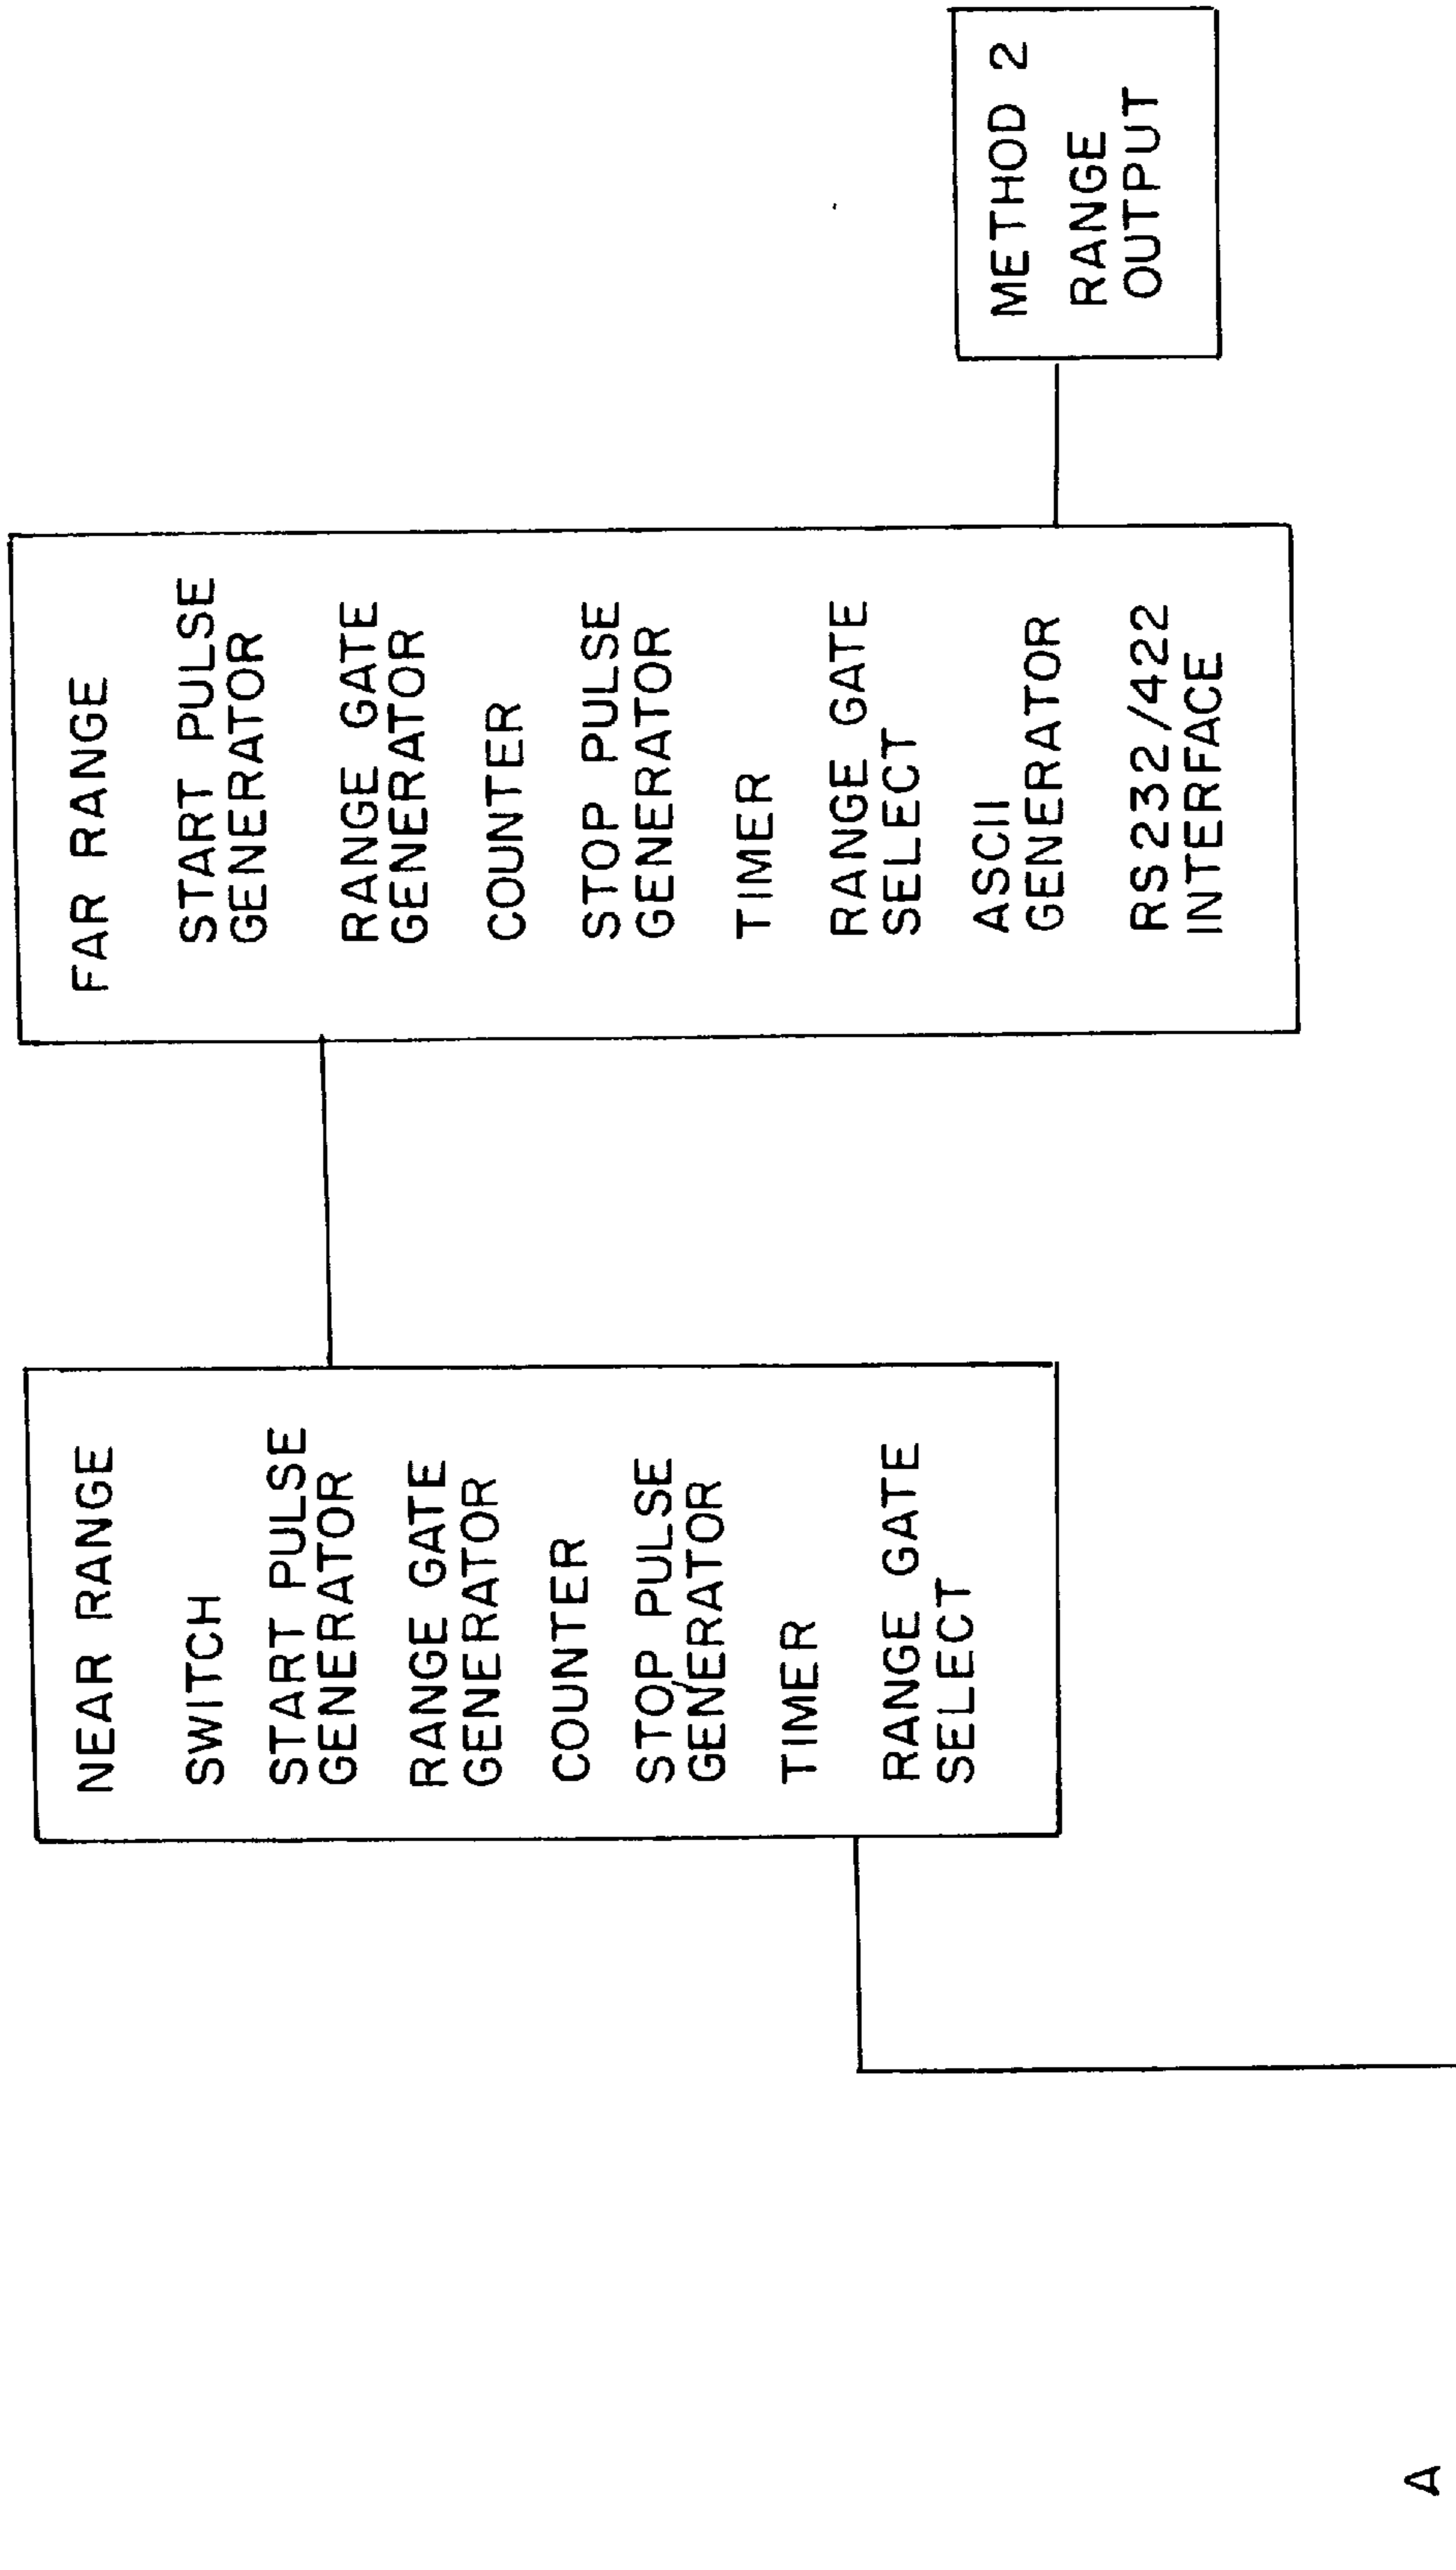 NEAR RANGE
SWITCH
START PULSE
GENERATOR
RANGE GATE
GENERATOR
COUNTER
STOP PULSE
GENERATOR
TIMER
RANGE GATE
SELECT
FAR RANGE
START PULSE
GENERATOR
RANGE GATE
GENERATOR
COUNTER
STOP PULSE
GENERATOR
TIMER
RANGE GATE
SELECT
ASCII
GENERATOR
RS232/422
INTERFACE
METHOD 2
RANGE
OUTPUT
A